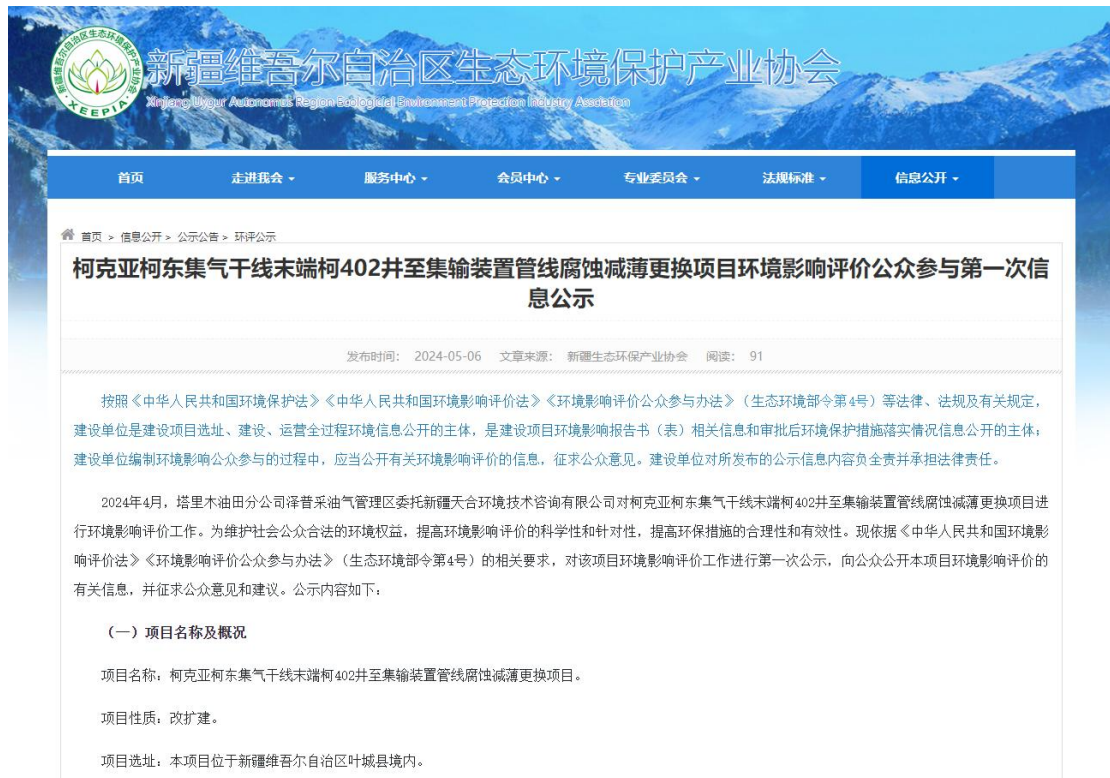 新疆维吾尔自治区生态环境保护产业协会
XEEPIA
首页
走进我会
服务中心
会员中心
专业委员会
法规标准
信息公开
首页 > 信息公开 > 公示公告 > 环评公示
柯克亚柯东集气干线末端柯402井至集输装置管线腐蚀减薄更换项目环境影响评价公众参与第一次信
息公示
发布时间： 2024-05-06 文章来源： 新疆生态环保产业协会 阅读： 91
按照《中华人民共和国环境保护法》《中华人民共和国环境影响评价法》《环境影响评价公众参与办法》（生态环境部令第4号）等法律、法规及有关规定，
建设单位是建设项目选址、建设、运营全过程环境信息公开的主体，是建设项目环境影响报告书（表）相关信息和审批后环境保护措施落实情况信息公开的主体；
建设单位编制环境影响公众参与的过程中，应当公开有关环境影响评价的信息，征求公众意见。建设单位对所发布的公示信息内容负全责并承担法律责任。
2024年4月，塔里木油田分公司泽普采油气管理区委托新疆天合环境技术咨询有限公司对柯克亚柯东集气干线末端柯402井至集输装置管线腐蚀减薄更换项目进
行环境影响评价工作。为维护社会公众合法的环境权益，提高环境影响评价的科学性和针对性，提高环保措施的合理性和有效性。现依据《中华人民共和国环境影
响评价法》《环境影响评价公众参与办法》（生态环境部令第4号）的相关要求，对该项目环境影响评价工作进行第一次公示，向公众公开本项目环境影响评价的
有关信息，并征求公众意见和建议。公示内容如下：
（一）项目名称及概况
项目名称：柯克亚柯东集气干线末端柯402井至集输装置管线腐蚀减薄更换项目。
项目性质：改扩建。
项目选址：本项目位于新疆维吾尔自治区叶城县境内。